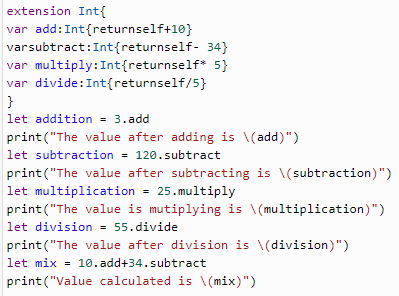 extension Int{
var add:Int{returnself+10}
varsubtract:Int{returnself- 34}
var multiply:Int{returnself* 5}
var divide:Int{returnself/5}
}
let addition = 3.add
print("The value after adding is \(add)")
let subtraction = 120.subtract
print("The value after subtracting is \(subtraction)")
let multiplication = 25.multiply
print("The value is mutiplying is \(multiplication)")
let division = 55.divide
print("The value after division is \(division)")
let mix = 10.add+34.subtract
print("Value calculated is \(mix)")